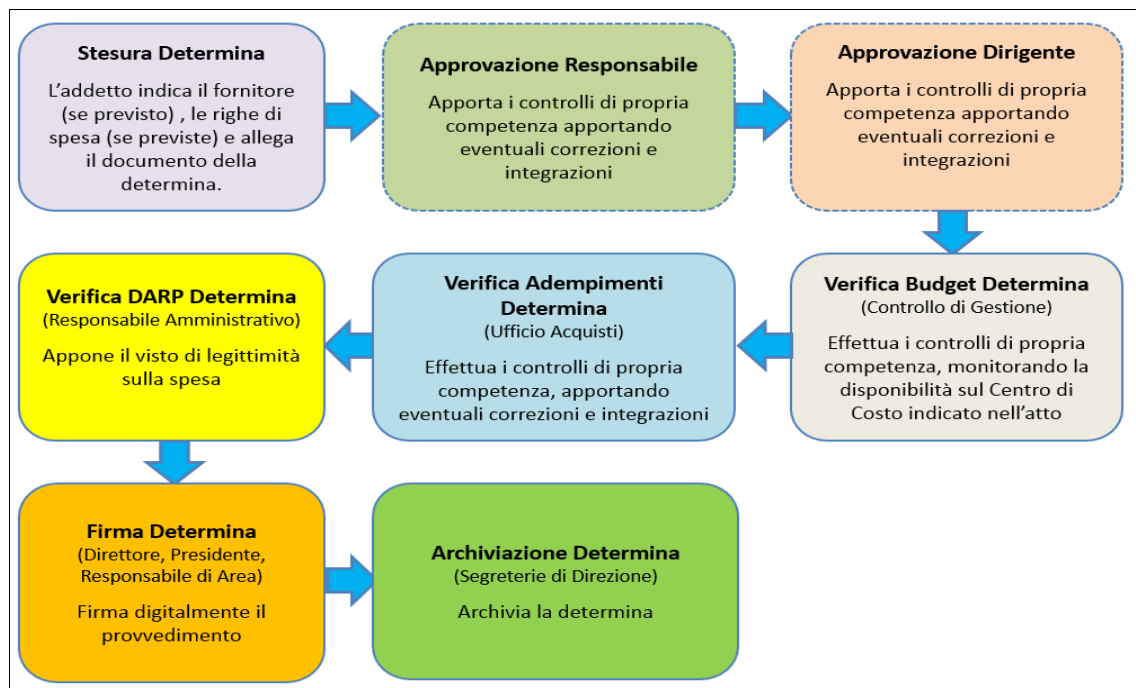 Stesura Determina
L'addetto indica il fornitore
(se previsto) , le righe di
spesa (se previste) e allega
il documento della
determina.
Approvazione Responsabile
Apporta i controlli di propria
competenza apportando
eventuali correzioni e
integrazioni
Approvazione Dirigente
Apporta i controlli di propria
competenza apportando
eventuali correzioni e
integrazioni
Verifica Budget Determina
(Controllo di Gestione)
Effettua i controlli di propria
competenza, monitorando la
disponibilità sul Centro di
Costo indicato nell'atto
Verifica Adempimenti
Determina
(Ufficio Acquisti)
Effettua i controlli di propria
competenza, apportando
eventuali correzioni e integrazioni
Verifica DARP Determina
(Responsabile Amministrativo)
Appone il visto di legittimità
sulla spesa
Firma Determina
(Direttore, Presidente,
Responsabile di Area)
Firma digitalmente il
provvedimento
Archiviazione Determina
(Segreterie di Direzione)
Archivia la determina